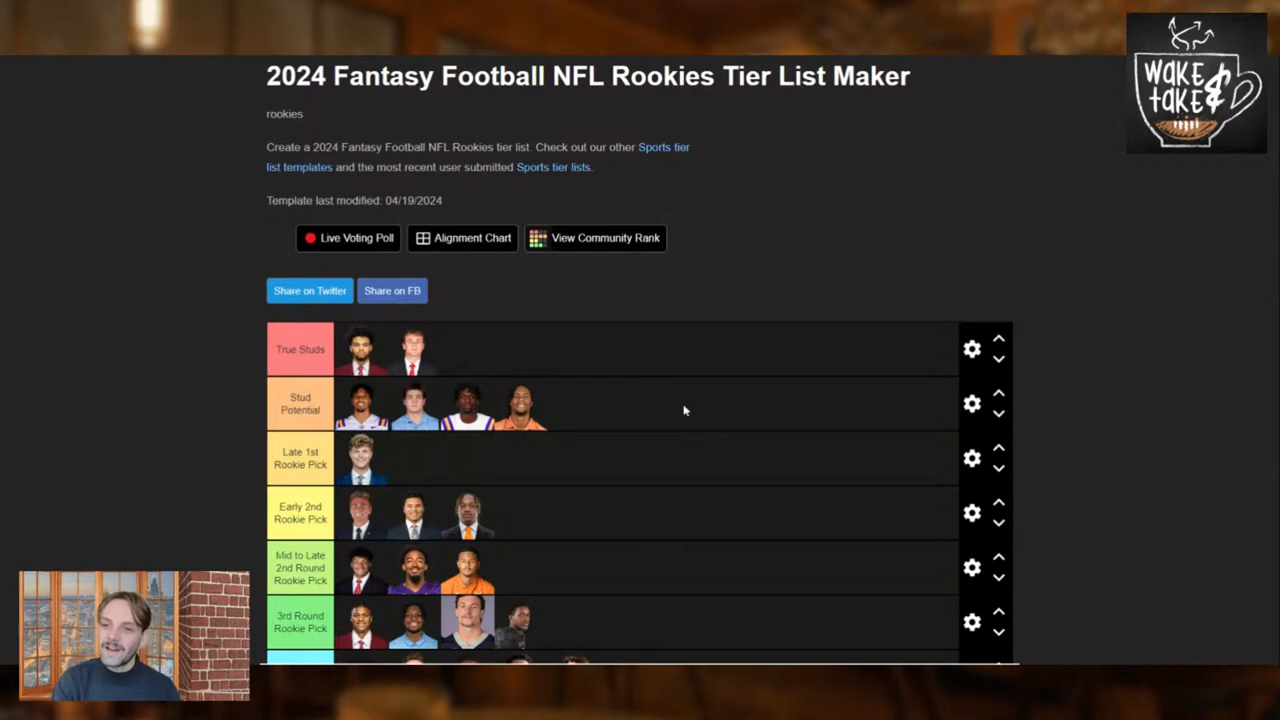 2024 Fantasy Football NFL Rookies Tier List Maker
wake
& take
rookies
Create a 2024 Fantasy Football NFL Rookies tier list. Check out our other Sports tier
list templates and the most recent user submitted Sports tier lists.
Template last modified: 04/19/2024
Live Voting Poll
Alignment Chart
View Community Rank
Share on Twitter
Share on FB
True Studs
Stud
Potential
Late 1st
Rookie Pick
Early 2nd
Rookie Pick
Mid to Late
2nd Round
Rookie Pick
3rd Round
Rookie Pick